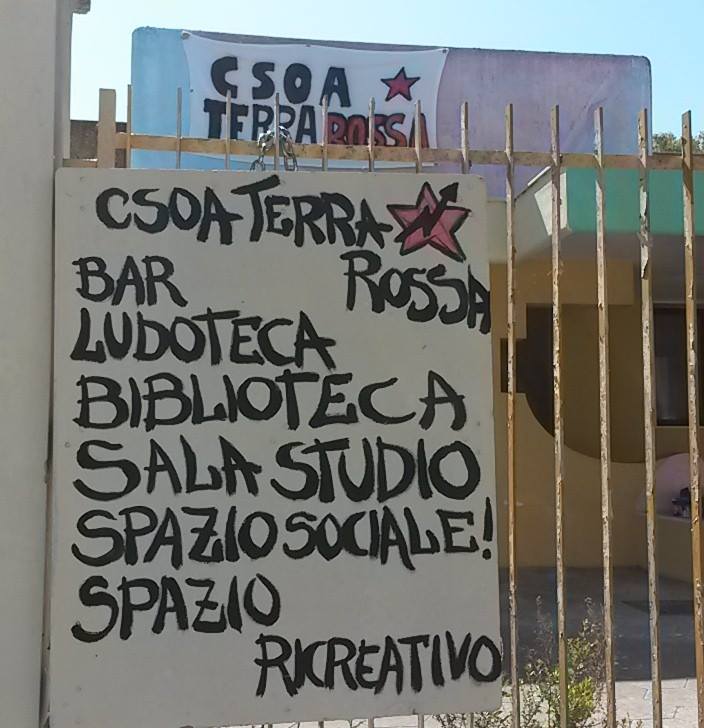 CSOA
TERRA ROSSA
CSOA TERRA
ROSSA
BAR
LUDOTECA
BIBLIOTECA
SALA STUDIO
SPAZIO SOCIALE!
SPAZIO
RICREATIVO